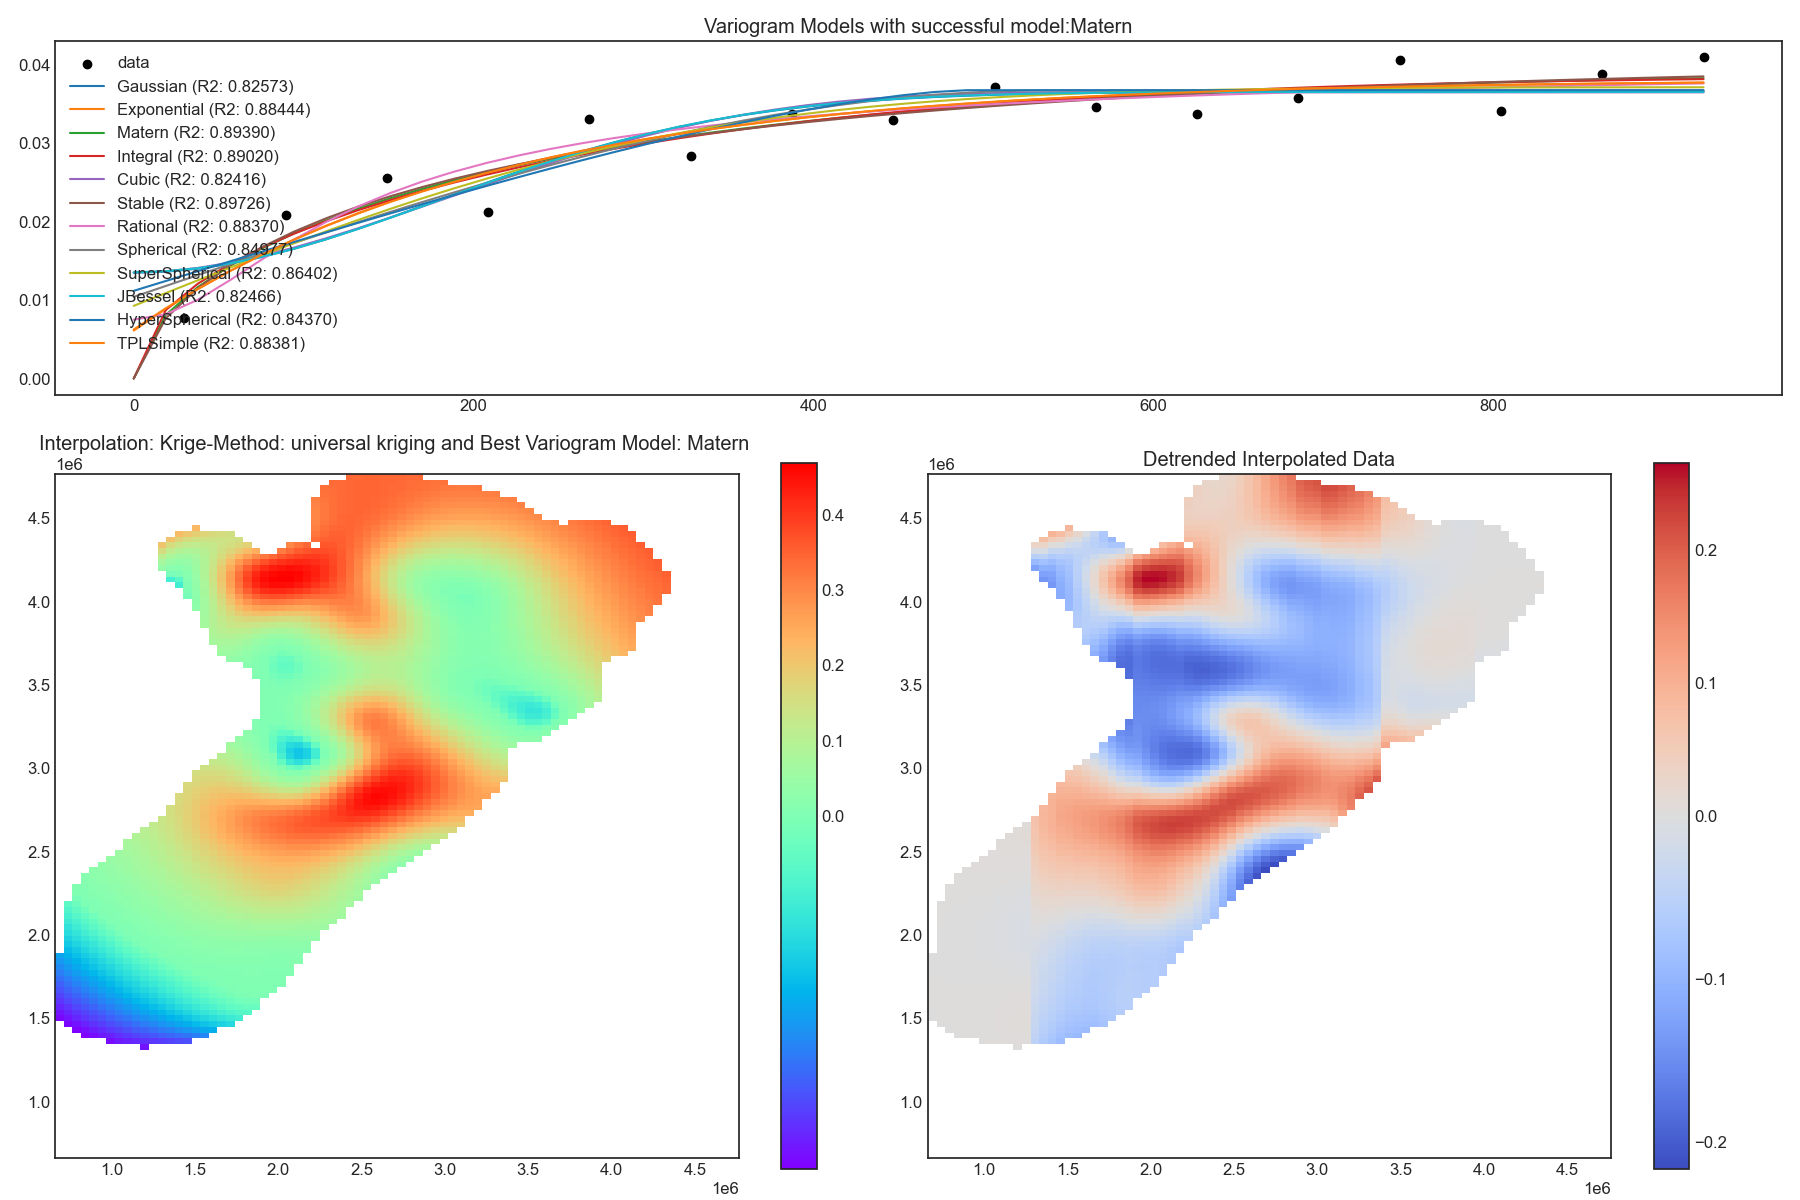 Variogram Models with successful model:Matern
0.04
0.03
0.02
0.01
0.00
data
Gaussian (R2: 0.82573)
Exponential (R2: 0.88444)
Matern (R2: 0.89390)
Integral (R2: 0.89020)
Cubic (R2: 0.82416)
Stable (R2: 0.89726)
Rational (R2: 0.88370)
Spherical (R2: 0.84977)
SuperSpherical (R2: 0.86402)
JBessel (R2: 0.82466)
HyperSpherical (R2: 0.84370)
TPLSimple (R2: 0.88381)
0 200 400 600 800
Interpolation: Krige-Method: universal kriging and Best Variogram Model: Matern
1e6
4.5
4.0
3.5
3.0
2.5
2.0
1.5
1.0
1.0 1.5 2.0 2.5 3.0 3.5 4.0 4.5
1e6
0.4
0.3
0.2
0.1
0.0
Detrended Interpolated Data
1e6
4.5
4.0
3.5
3.0
2.5
2.0
1.5
1.0
1.0 1.5 2.0 2.5 3.0 3.5 4.0 4.5
1e6
0.2
0.1
0.0
−0.1
−0.2